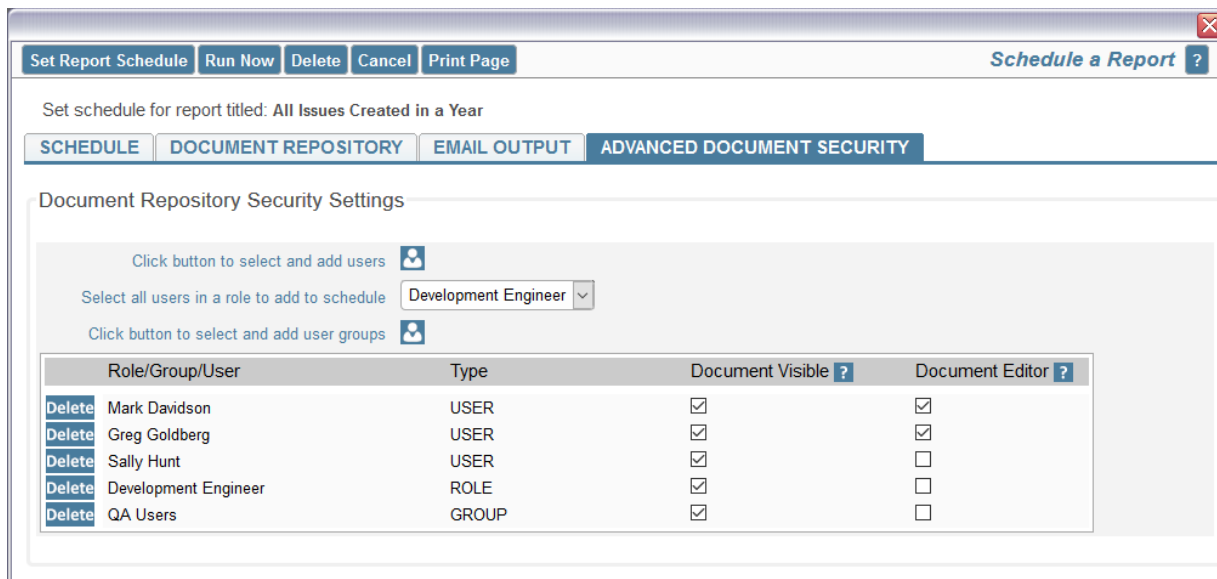 Set Report Schedule Run Now Delete Cancel Print Page Schedule a Report ?
Set schedule for report titled: All Issues Created in a Year
SCHEDULE DOCUMENT REPOSITORY EMAIL OUTPUT ADVANCED DOCUMENT SECURITY
Document Repository Security Settings
Click button to select and add users
Select all users in a role to add to schedule Development Engineer
Click button to select and add user groups
Role/Group/User Type Document Visible ? Document Editor ?
Delete Mark Davidson USER
Delete Greg Goldberg USER
Delete Sally Hunt USER
Delete Development Engineer ROLE
Delete QA Users GROUP